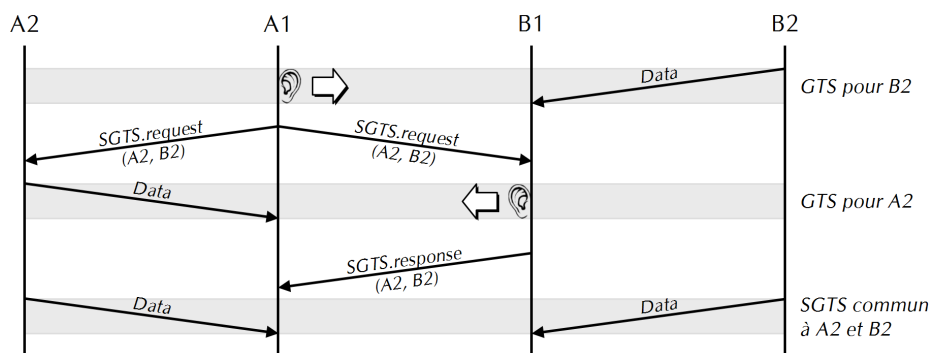 A2 A1 B1 B2
Data
GTS pour B2
SGTS.request
(A2, B2)
SGTS.request
(A2, B2)
Data
GTS pour A2
SGTS.response
(A2, B2)
Data
Data
SGTS commun
à A2 et B2